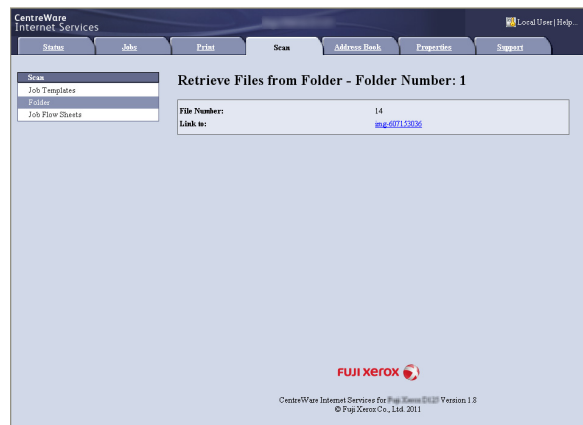 CentreWare
Internet Services
Local User | Help...
Status Jobs Print Scan Address Book Properties Support
Scan
Job Templates
Folder
Job Flow Sheets
Retrieve Files from Folder - Folder Number: 1
File Number: 14
Link to: img-607153036
FUJI xerox
CentreWare Internet Services for Version 1.8
© Fuji Xerox Co., Ltd. 2011